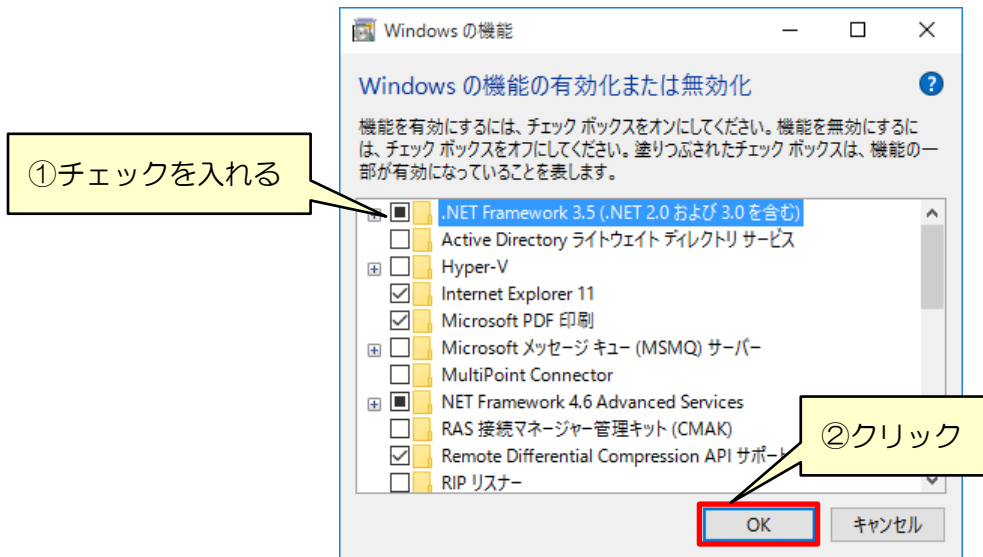 Windows の機能
Windows の機能の有効化または無効化
機能を有効にするには、チェック ボックスをオンにしてください。機能を無効にするに
は、チェック ボックスをオフにしてください。塗りつぶされたチェック ボックスは、機能の一
部が有効になっていることを表します。
①チェックを入れる
.NET Framework 3.5 (.NET 2.0 および 3.0 を含む)
Active Directory ライトウェイト ディレクトリ サービス
Hyper-V
Internet Explorer 11
Microsoft PDF 印刷
Microsoft メッセージ キュー (MSMQ) サーバー
MultiPoint Connector
NET Framework 4.6 Advanced Services
RAS 接続マネージャー管理キット (CMAK)
②クリック
Remote Differential Compression API サポート
RIP リスナー
OK
キャンセル